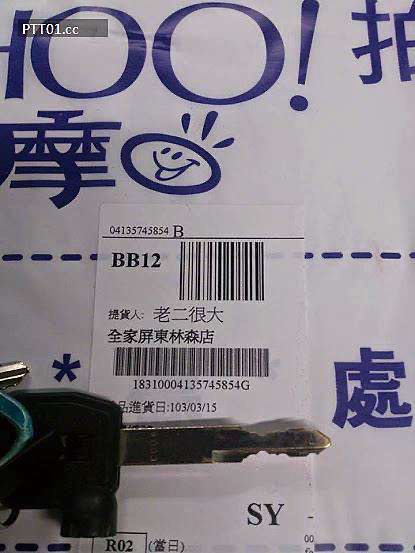 PTT01.cc
HOO! 拍
摩
04135745854 B
BB12
提貨人: 老二很大
全家屏東林森店
18310004135745854G
品進貨日:103/03/15
* 處
SY
R02 (當日)